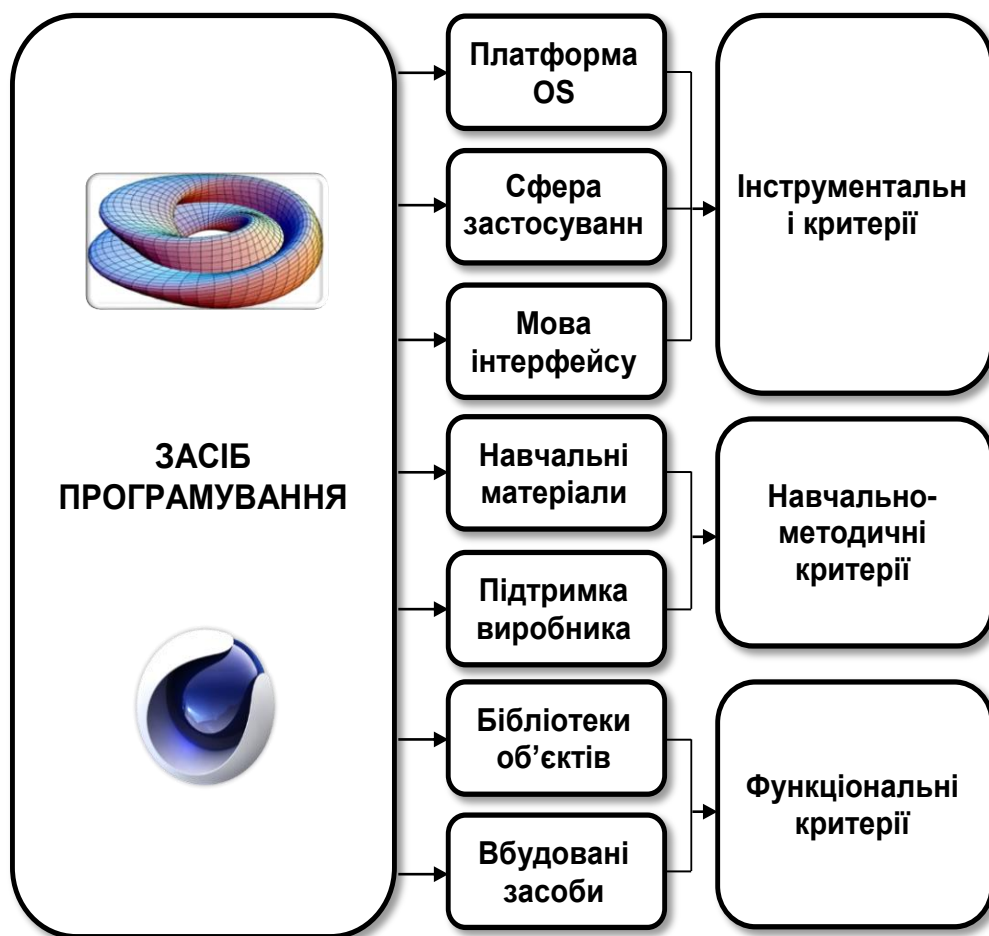 ЗАСІБ
ПРОГРАМУВАННЯ
Платформа
OS
Сфера
застосуванн
Мова
інтерфейсу
Навчальні
матеріали
Підтримка
виробника
Бібліотеки
об’єктів
Вбудовані
засоби
Інструментальн
і критерії
Навчально-
методичні
критерії
Функціональні
критерії